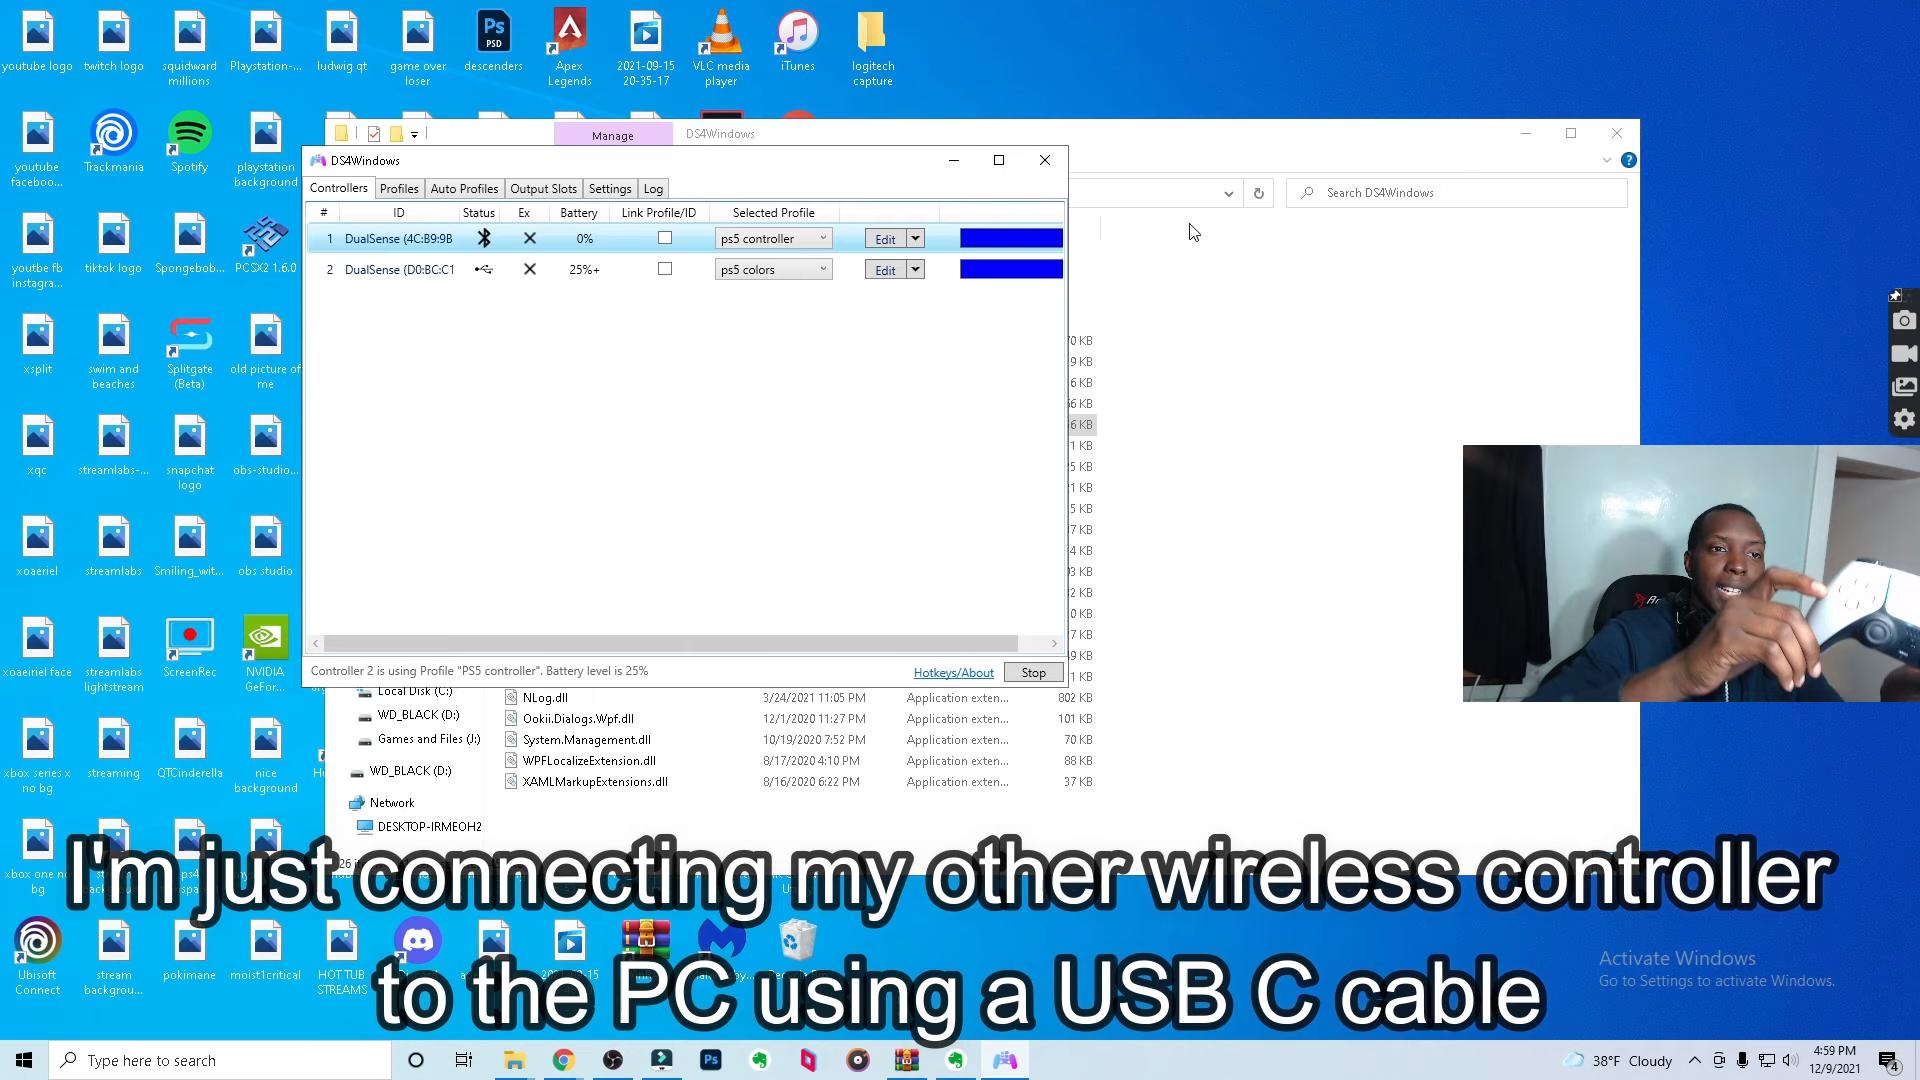 youtube logo
twitch logo
squidward
millions
Playstation-...
ludwig qt
game over
loser
descenders
Apex
Legends
2021-09-15
20-35-17
VLC media
player
iTunes
logitech
capture
youtube
faceboo...
Trackmania
Spotify
playstation
background
youtbe fb
instagra...
tiktok logo
Spongebob...
PCSX2 1.6.0
xsplit
swim and
beaches
Splitgate
(Beta)
old picture of
me
xqc
streamlabs-...
snapchat
logo
obs-studio...
xoaeriel
streamlabs
Smiling_wit...
obs studio
xoaeiriel face
streamlabs
lightstream
ScreenRec
NVIDIA
GeFor...
xbox series x
no bg
streaming
QTCinderella
nice
background
xbox one no
bg
Ubisoft
Connect
stream
backgrou...
pokimane
moist1critical
HOT TUB
STREAMS
Manage
DS4Windows
Search DS4Windows
DS4Windows
Controllers
Profiles
Auto Profiles
Output Slots
Settings
Log
# ID Status Ex Battery Link Profile/ID Selected Profile
1 DualSense (4C:B9:9B 0% ps5 controller Edit
2 DualSense (D0:BC:C1 25%+ ps5 colors Edit
Controller 2 is using Profile "PS5 controller". Battery level is 25%
Hotkeys/About
Stop
Local Disk (C:)
WD_BLACK (D:)
Games and Files (J:)
WD_BLACK (D:)
Network
DESKTOP-IRMEOH2
NLog.dll 3/24/2021 11:05 PM Application exten... 802 KB
Ookii.Dialogs.Wpf.dll 12/1/2020 11:27 PM Application exten... 101 KB
System.Management.dll 10/19/2020 7:52 PM Application exten... 70 KB
WPFLocalizeExtension.dll 8/17/2020 4:10 PM Application exten... 88 KB
XAMLMarkupExtensions.dll 8/16/2020 6:22 PM Application exten... 37 KB
I'm just connecting my other wireless controller
to the PC using a USB C cable
Activate Windows
Go to Settings to activate Windows.
Type here to search
38°F Cloudy
4:59 PM
12/9/2021
4